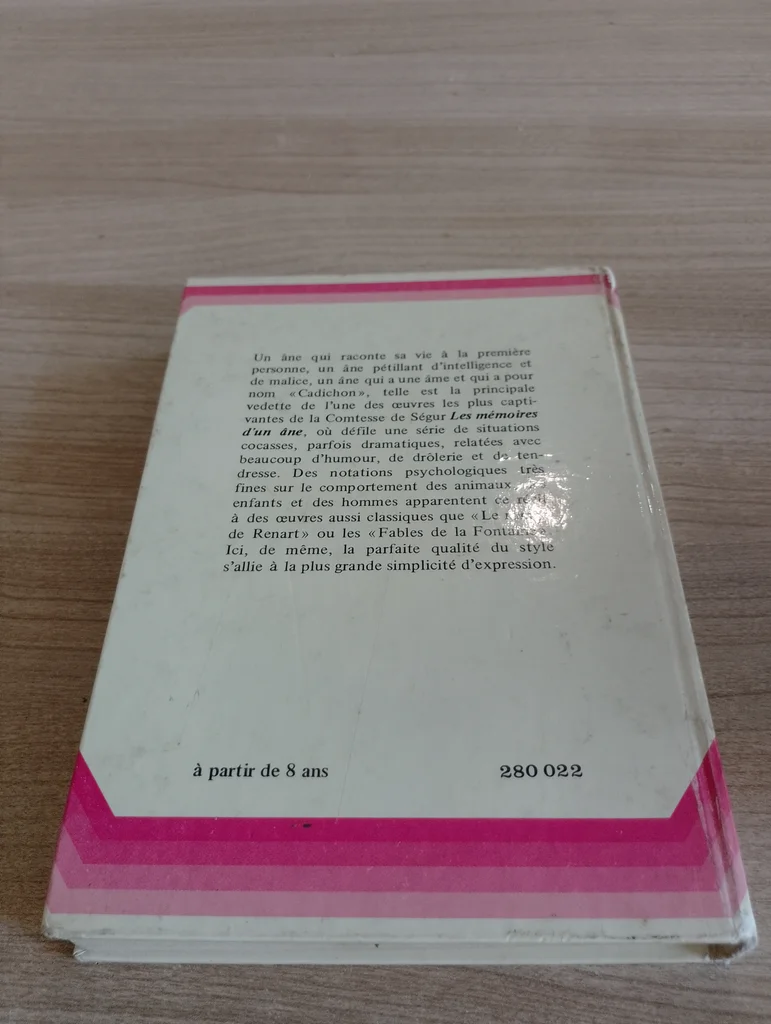 Un âne qui raconte sa vie à la première
personne, un âne pétillant d'intelligence et
de malice, un âne qui a une âme et qui a pour
nom «Cadichon», telle est la principale
vedette de l'une des œuvres les plus capti-
vantes de la Comtesse de Ségur Les mémoires
d'un âne, où défile une série de situations
cocasses, parfois dramatiques, relatées avec
beaucoup d'humour, de drôlerie et de ten-
dresse. Des notations psychologiques très
fines sur le comportement des animaux,
enfants et des hommes apparentent ce
à des œuvres aussi classiques que «Le
de Renart» ou les «Fables de la Fontaine».
Ici, de même, la parfaite qualité du style
s'allie à la plus grande simplicité d'expression.
à partir de 8 ans
280 022